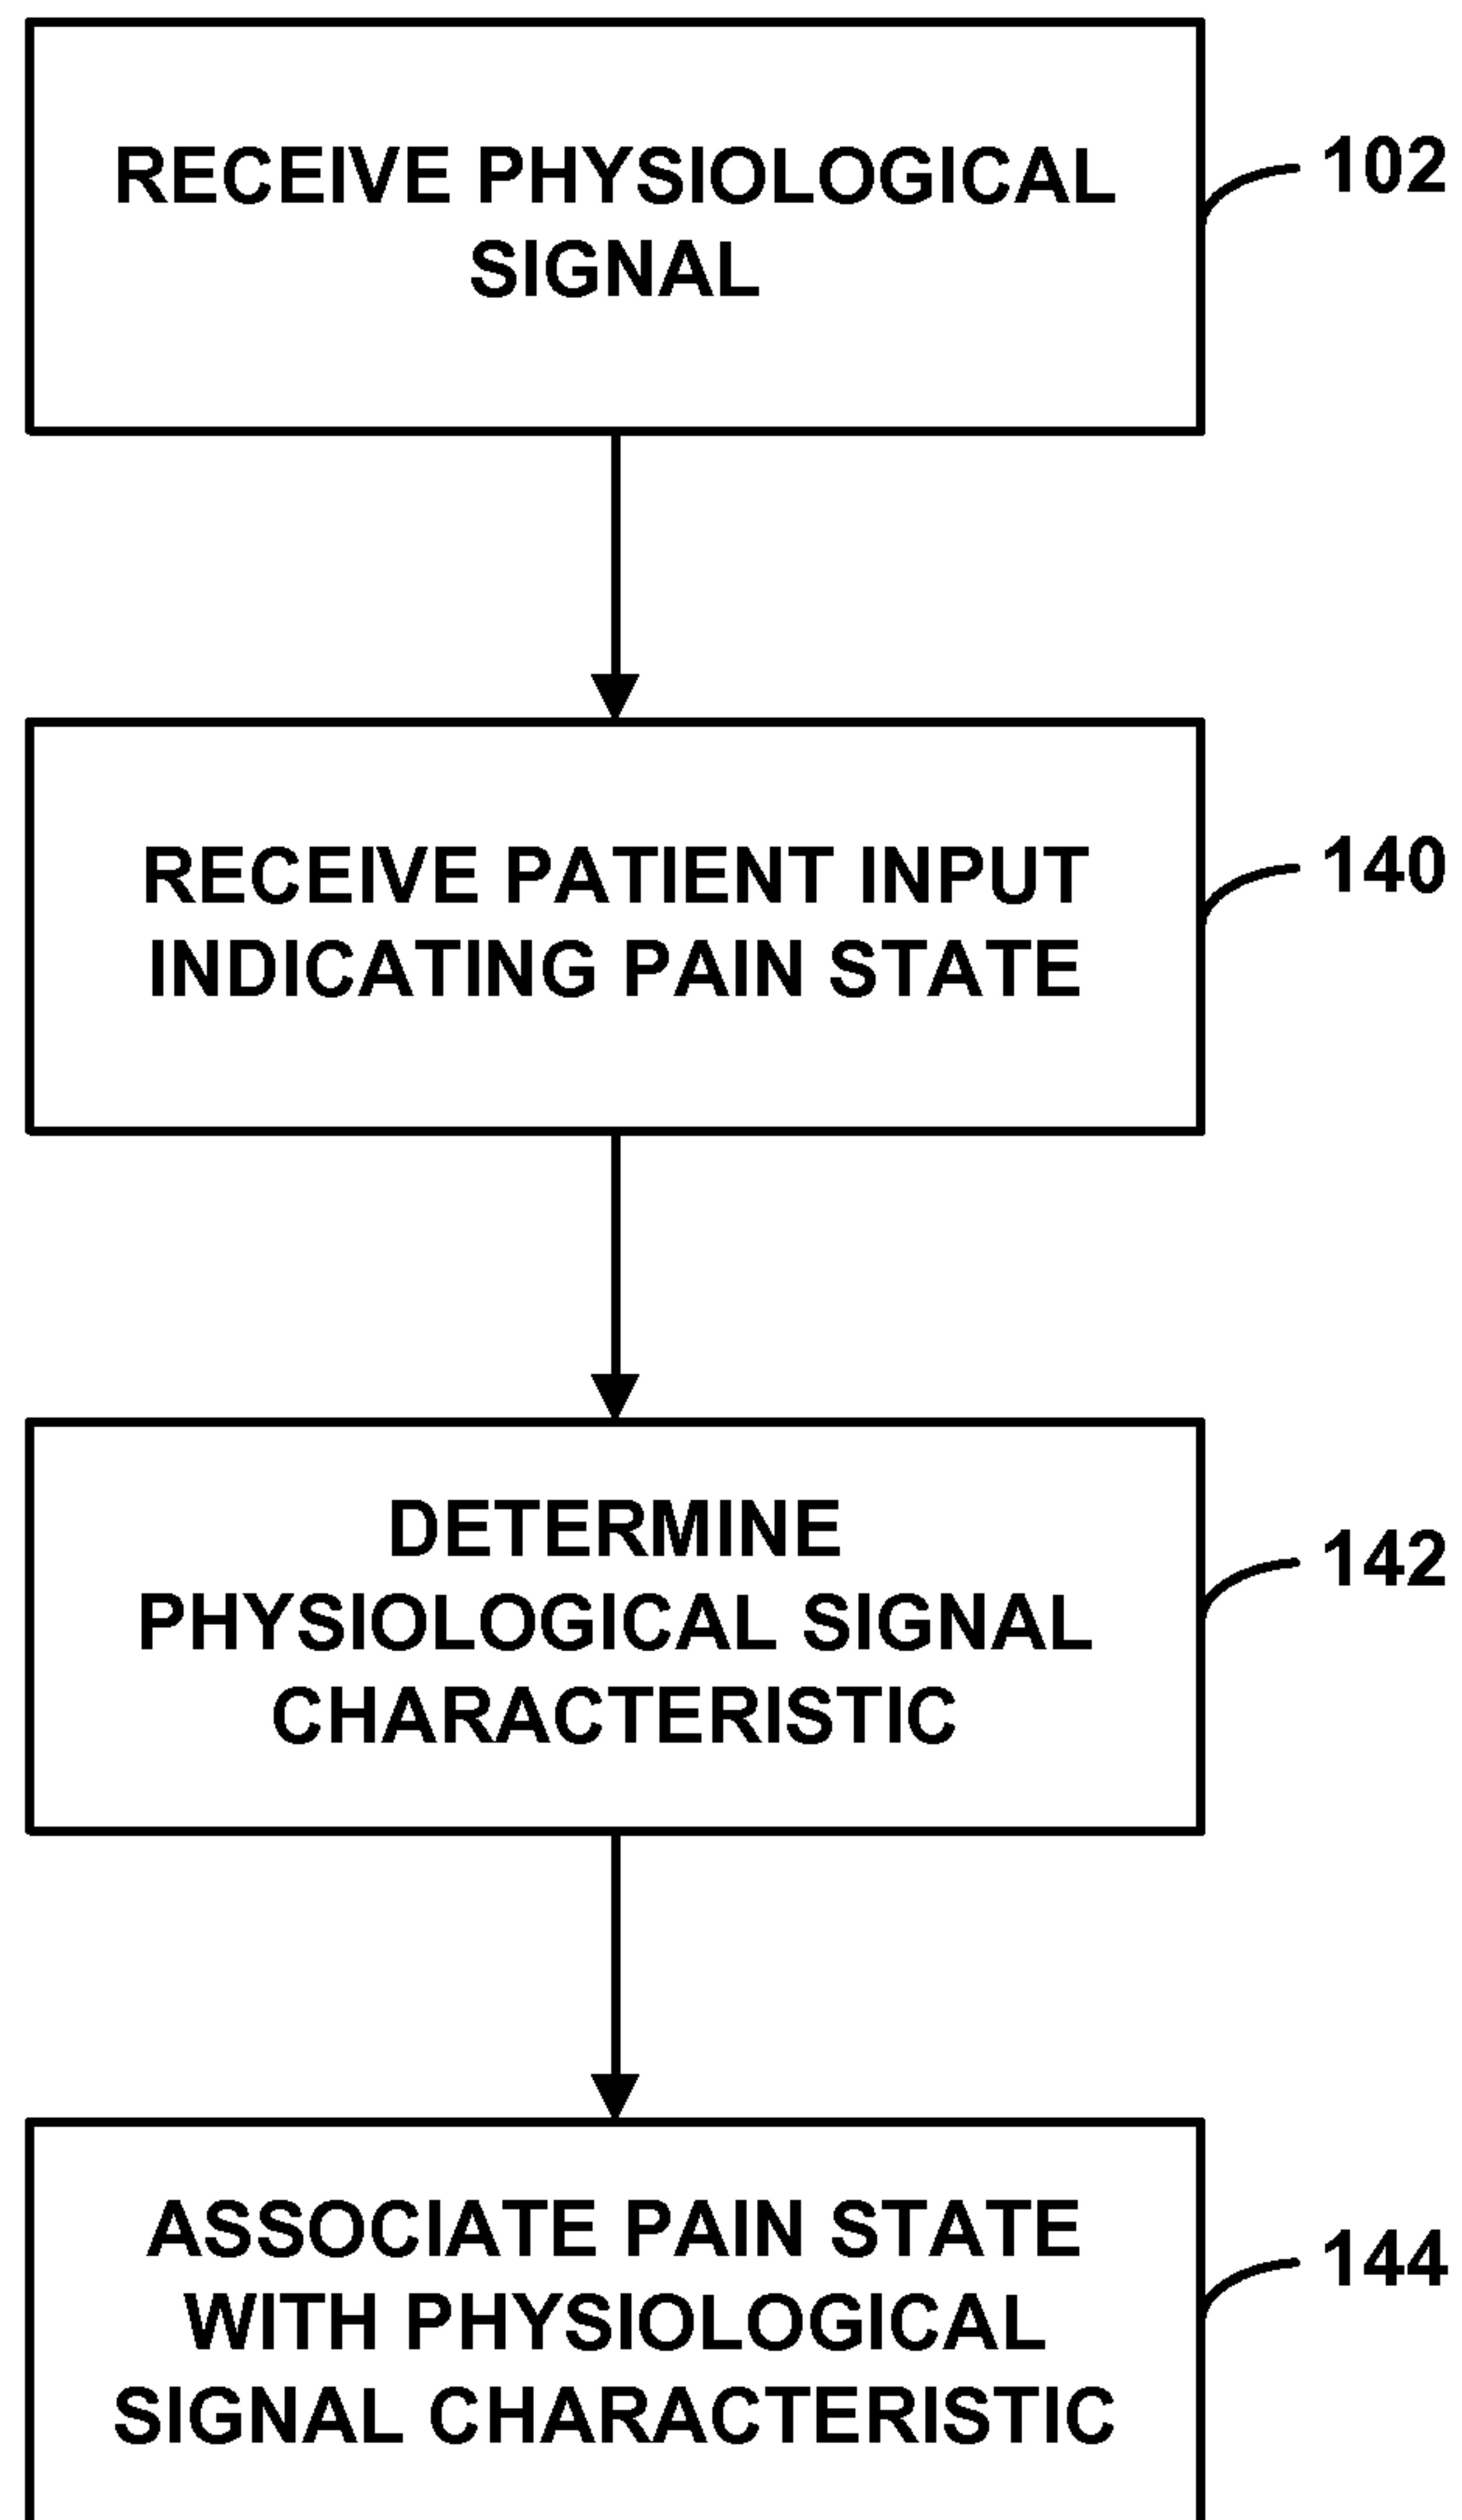 RECEIVE PHYSIOLOGICAL
SIGNAL
102
RECEIVE PATIENT INPUT
INDICATING PAIN STATE
140
DETERMINE
PHYSIOLOGICAL SIGNAL
CHARACTERISTIC
142
ASSOCIATE PAIN STATE
WITH PHYSIOLOGICAL
SIGNAL CHARACTERISTIC
144